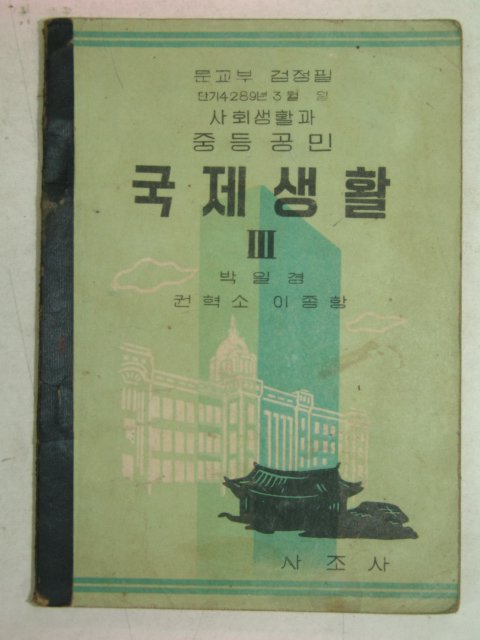 문교부 검정필
단기4289년 3월 일
사회생활과
중등공민
국제생활
III
박일경
권혁소 이종항
사조사